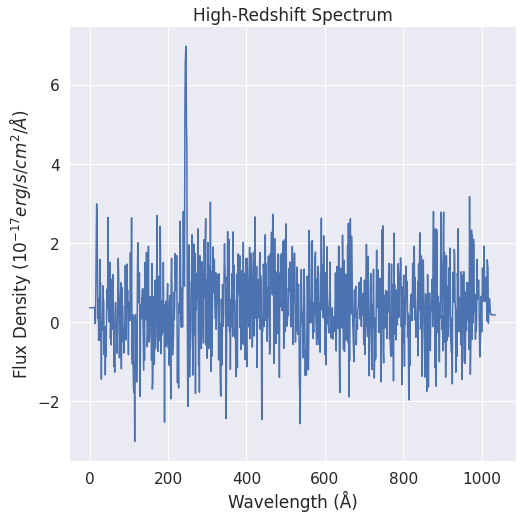 High-Redshift Spectrum
Flux Density (10⁻¹⁷erg/s/cm²/Å)
6
4
2
0
−2
0 200 400 600 800 1000
Wavelength (Å)